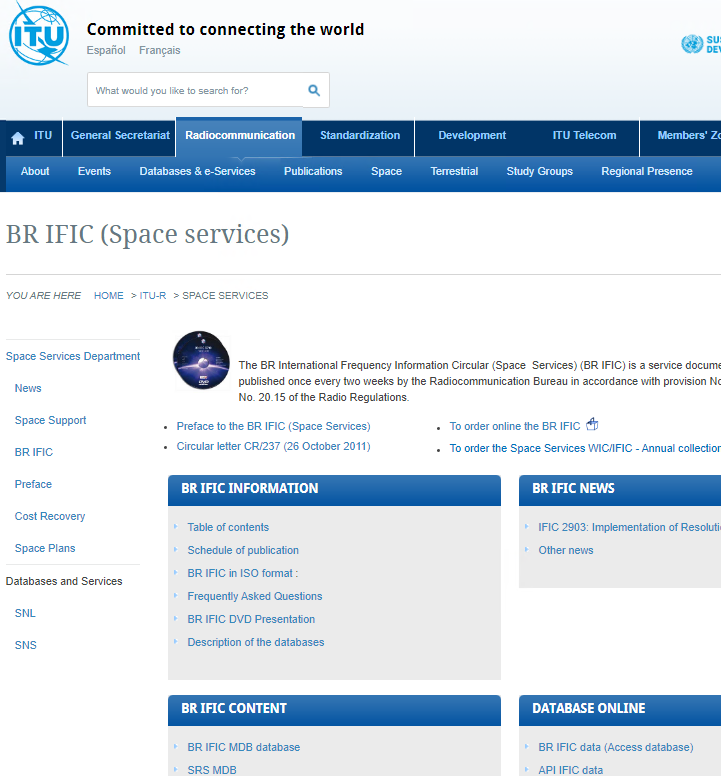 ITU
Committed to connecting the world
Español Français
SUS
DEV
What would you like to search for?
ITU General Secretariat Radiocommunication Standardization Development ITU Telecom Members' Zo
About Events Databases & e-Services Publications Space Terrestrial Study Groups Regional Presence
BR IFIC (Space services)
YOU ARE HERE HOME > ITU-R > SPACE SERVICES
Space Services Department
News
Space Support
BR IFIC
Preface
Cost Recovery
Space Plans
Databases and Services
SNL
SNS
The BR International Frequency Information Circular (Space Services) (BR IFIC) is a service docume
published once every two weeks by the Radiocommunication Bureau in accordance with provision No
No. 20.15 of the Radio Regulations.
Preface to the BR IFIC (Space Services)
Circular letter CR/237 (26 October 2011)
To order online the BR IFIC
To order the Space Services WIC/IFIC - Annual collection
BR IFIC INFORMATION
Table of contents
Schedule of publication
BR IFIC in ISO format :
Frequently Asked Questions
BR IFIC DVD Presentation
Description of the databases
BR IFIC NEWS
IFIC 2903: Implementation of Resoluti
Other news
BR IFIC CONTENT
BR IFIC MDB database
SRS MDB
DATABASE ONLINE
BR IFIC data (Access database)
API IFIC data